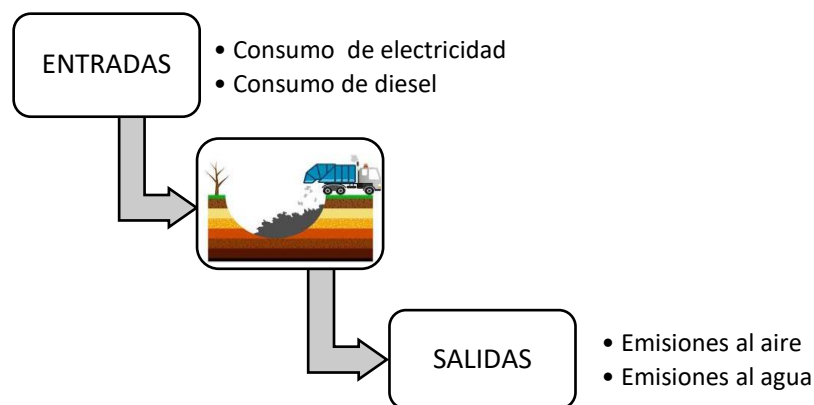 ENTRADAS
• Consumo de electricidad
• Consumo de diesel
SALIDAS
• Emisiones al aire
• Emisiones al agua